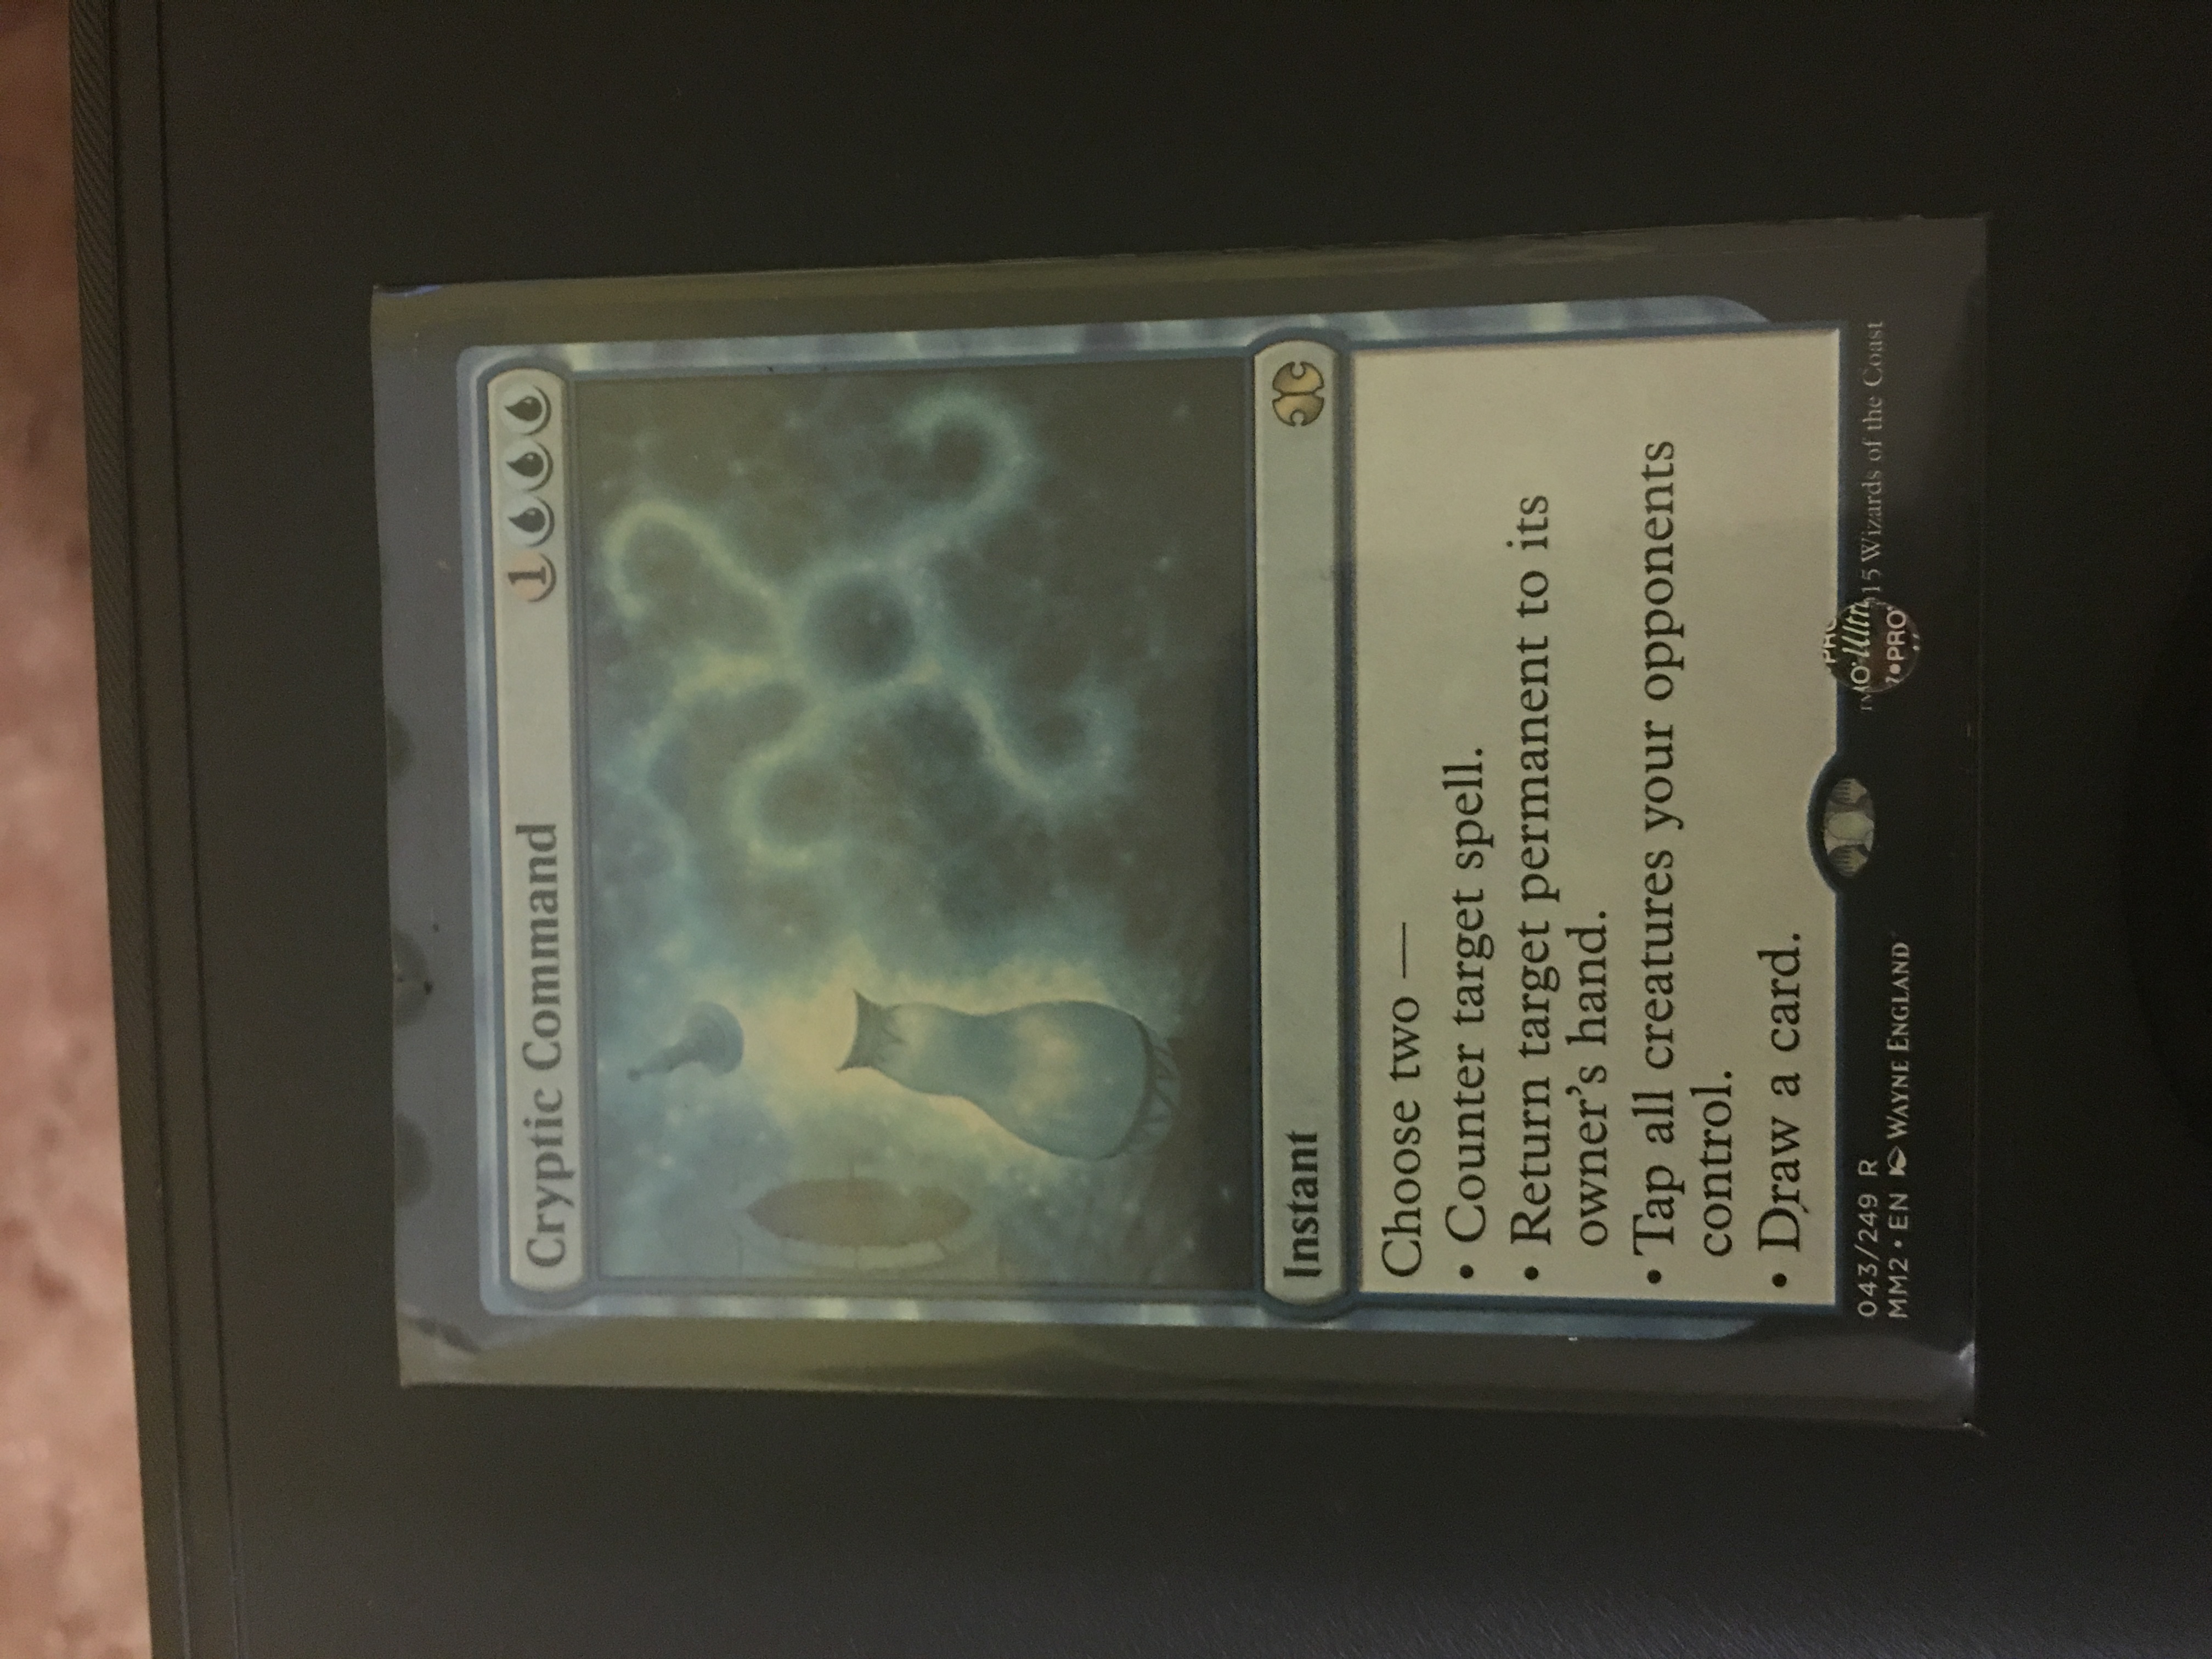 Cryptic Command 1
Instant
Choose two —
• Counter target spell.
• Return target permanent to its
owner's hand.
• Tap all creatures your opponents
control.
• Draw a card.
043/249 R
MM2 • EN WAYNE ENGLAND
PRO
15 Wizards of the Coast